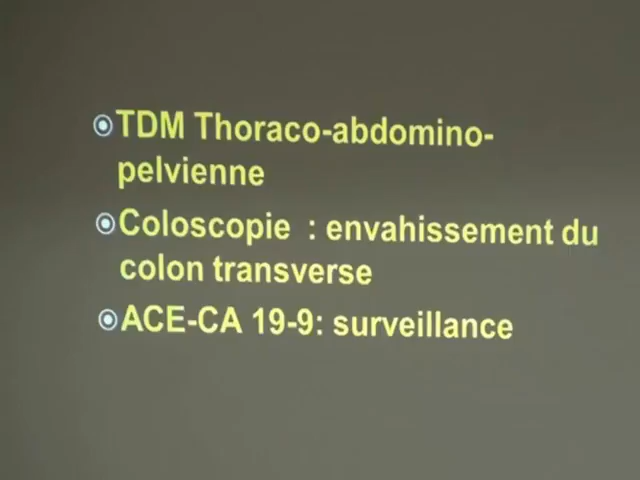 TDM Thoraco-abdomino-
pelvienne
Coloscopie : envahissement du
colon transverse
ACE-CA 19-9: surveillance